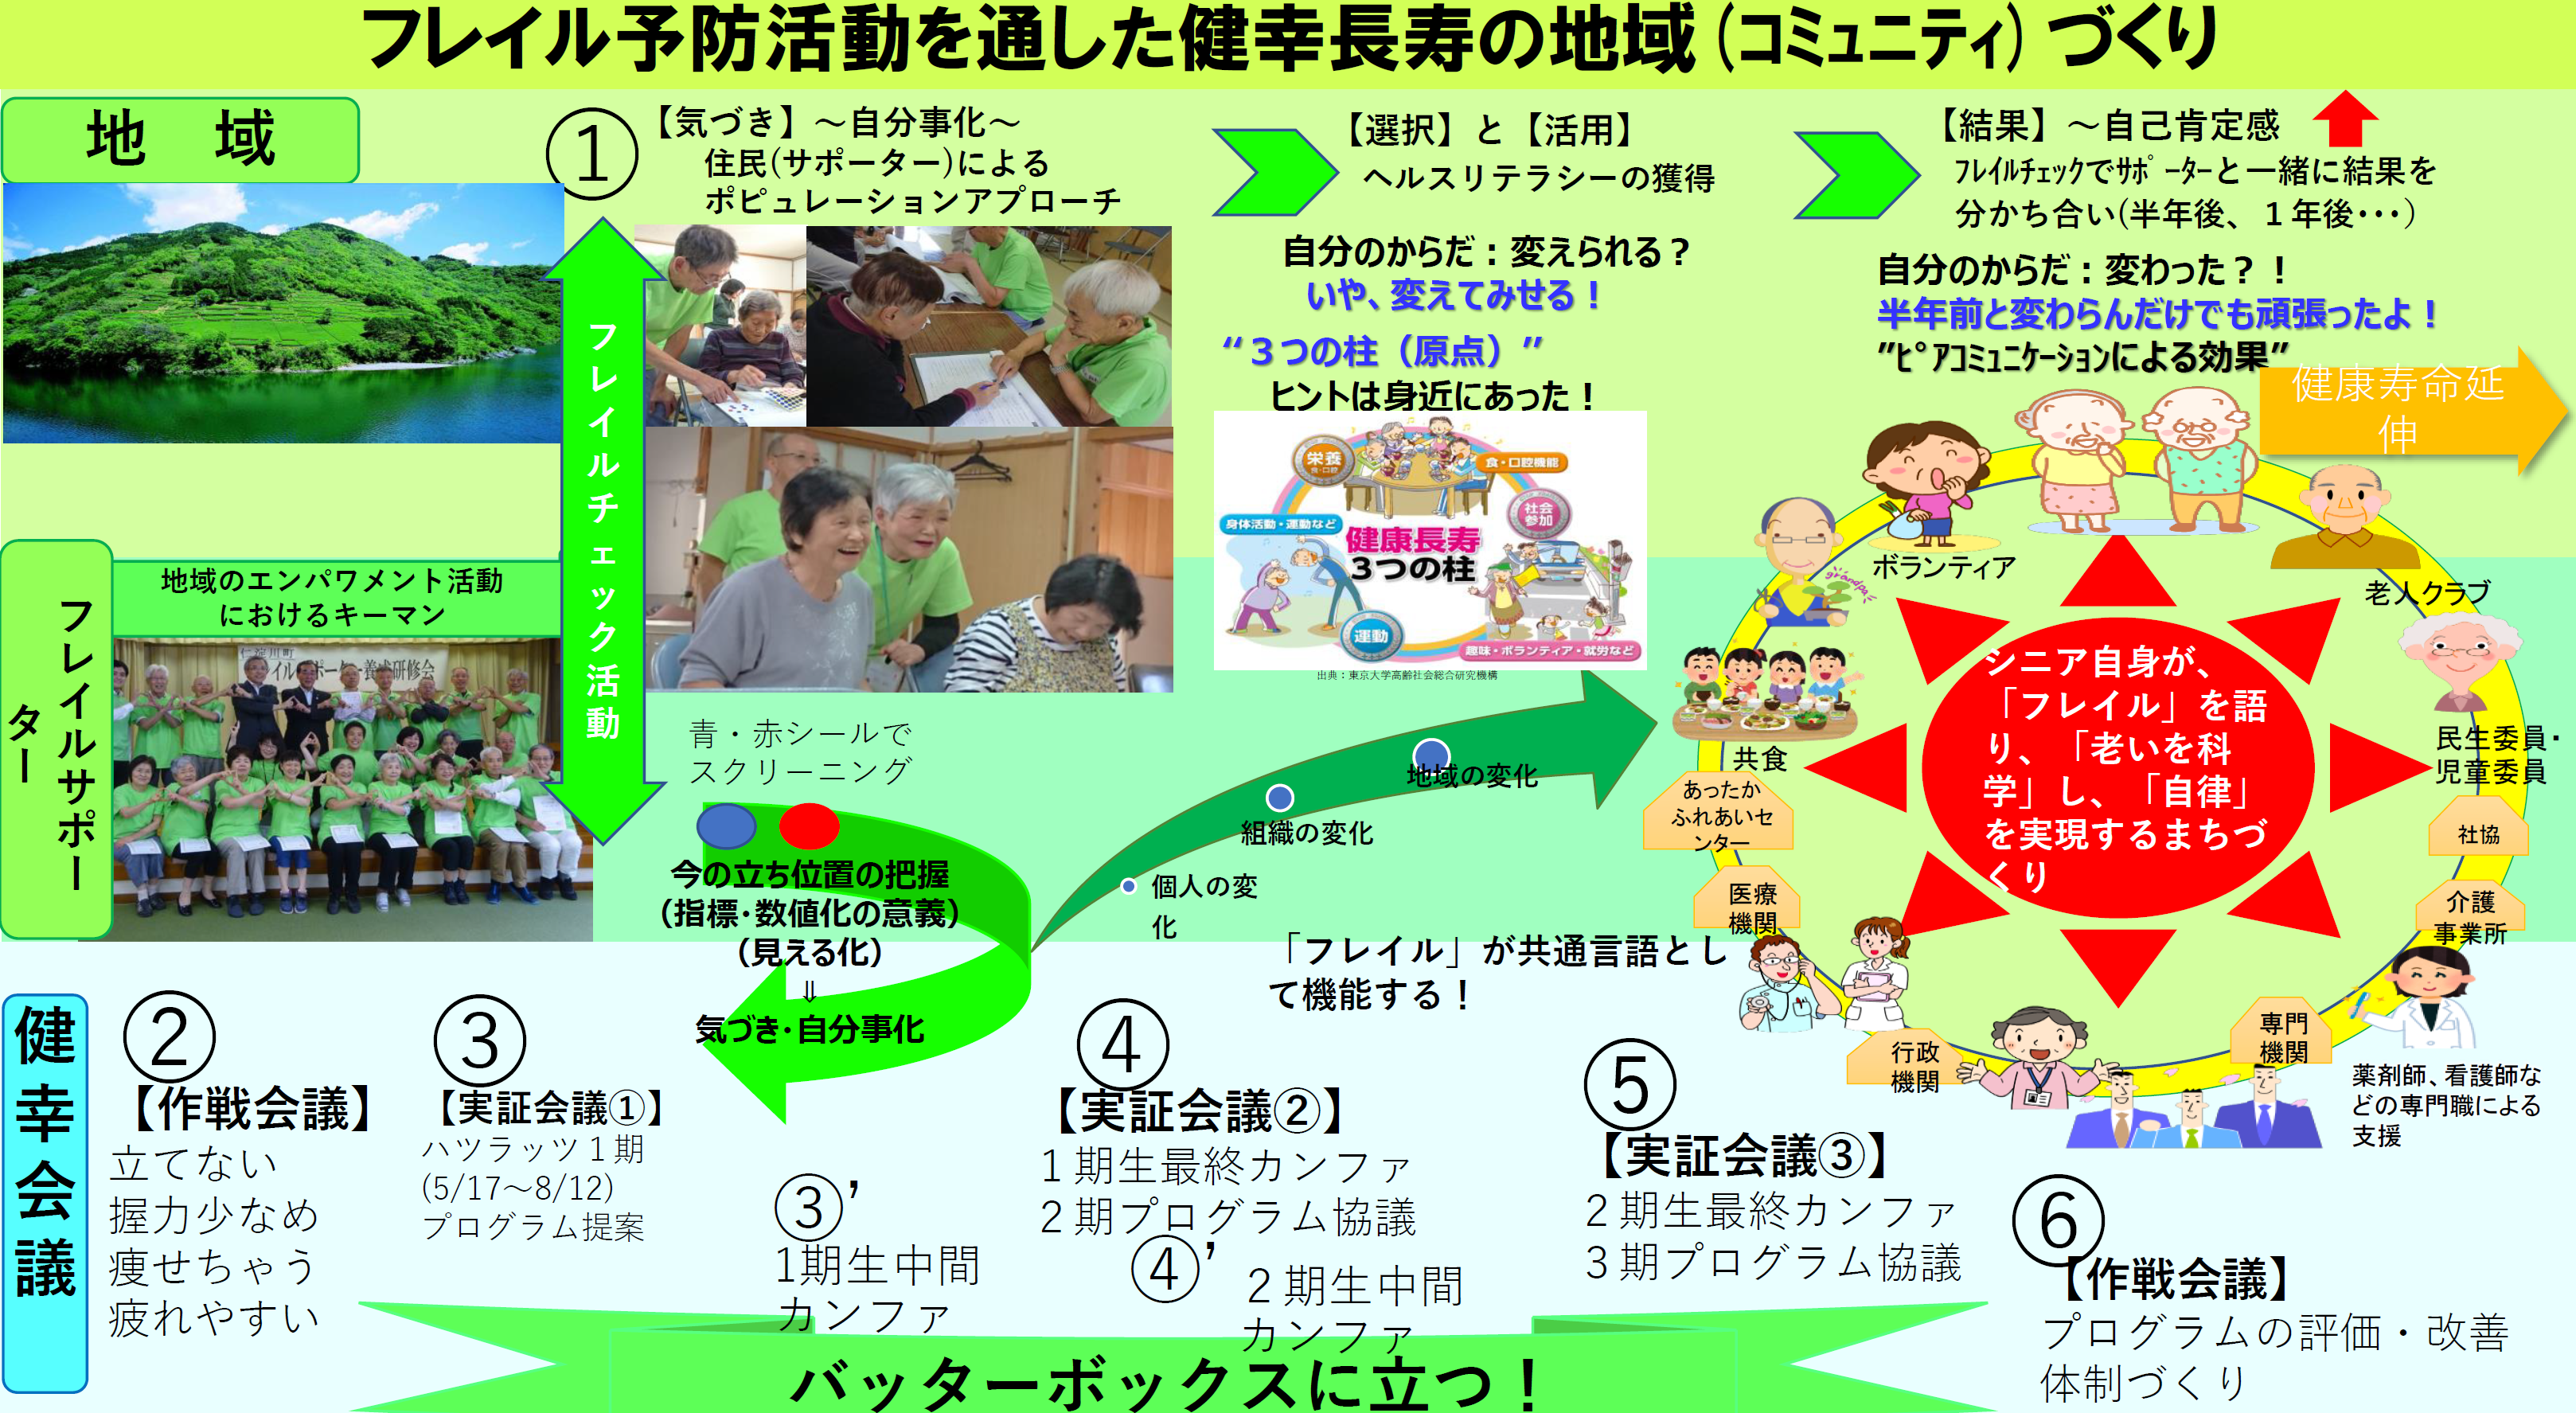 フレイル予防活動を通した健幸長寿の地域(コミュニティ)づくり
地　域
①
【気づき】～自分事化～
住民(サポーター)による
ポピュレーションアプローチ
【選択】と【活用】
ヘルスリテラシーの獲得
【結果】～自己肯定感
ﾌﾚｲﾙﾁｪｯｸでｻﾎﾟｰﾀｰと一緒に結果を
分かち合い(半年後、１年後･･･)
自分のからだ：変えられる？
いや、変えてみせる！
“３つの柱（原点）”
ヒントは身近にあった！
自分のからだ：変わった？！
半年前と変わらんだけでも頑張ったよ！
”ﾋﾟｱｺﾐｭﾆｹｰｼｮﾝによる効果”
健康寿命延
伸
フレイルチェック活動
栄養
食・口腔
食・口腔機能
社会
参加
身体活動・運動など
健康長寿
３つの柱
運動
趣味・ボランティア・就労など
出典：東京大学高齢社会総合研究機構
フレイルサポー
ター
地域のエンパワメント活動
におけるキーマン
仁淀川町
フレイルサポーター養成研修会
青・赤シールで
スクリーニング
今の立ち位置の把握
（指標･数値化の意義）
（見える化）
⇓
気づき･自分事化
個人の変
化
組織の変化
地域の変化
「フレイル」が共通言語とし
て機能する！
ボランティア
grandpa
老人クラブ
民生委員･
児童委員
社協
介護
事業所
専門
機関
薬剤師、看護師な
どの専門職による
支援
行政
機関
医療
機関
あったか
ふれあいセ
ンター
共食
シニア自身が、
「フレイル」を語
り、「老いを科
学」し、「自律」
を実現するまちづ
くり
健幸会議
②
【作戦会議】
立てない
握力少なめ
痩せちゃう
疲れやすい
③
【実証会議①】
ハツラッツ１期
(5/17～8/12)
プログラム提案
③’
1期生中間
カンファ
④
【実証会議②】
１期生最終カンファ
２期プログラム協議
④’
２期生中間
カンファ
⑤
【実証会議③】
２期生最終カンファ
３期プログラム協議
⑥
【作戦会議】
プログラムの評価・改善
体制づくり
バッターボックスに立つ！